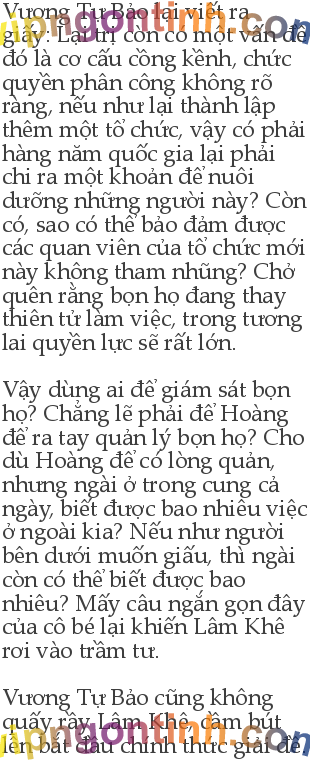 Vương Tự Bảo lại viết ra
giấy: Lại trị còn có một vấn đề
đó là cơ cấu cồng kềnh, chức
quyền phân công không rõ
ràng, nếu như lại thành lập
thêm một tổ chức, vậy có phải
hàng năm quốc gia lại phải
chi ra một khoản để nuôi
dưỡng những người này? Còn
có, sao có thể bảo đảm được
các quan viên của tổ chức mới
này không tham nhũng? Chở
quên rằng bọn họ đang thay
thiên tử làm việc, trong tương
lai quyền lực sẽ rất lớn.
Vậy dùng ai để giám sát bọn
họ? Chẳng lẽ phải để Hoàng
đế ra tay quản lý bọn họ? Cho
dù Hoàng đế có lòng quản,
nhưng ngài ở trong cung cả
ngày, biết được bao nhiêu việc
ở ngoài kia? Nếu như người
bên dưới muốn giấu, thì ngài
còn có thể biết được bao
nhiêu? Mấy câu ngắn gọn đây
của cô bé lại khiến Lâm Khê
rơi vào trầm tư.
Vương Tự Bảo cũng không
quấy rầy Lâm Khê, cầm bút
lên bắt đầu chính thức giải đề.
vipngontinh.com
vipngontinh.com